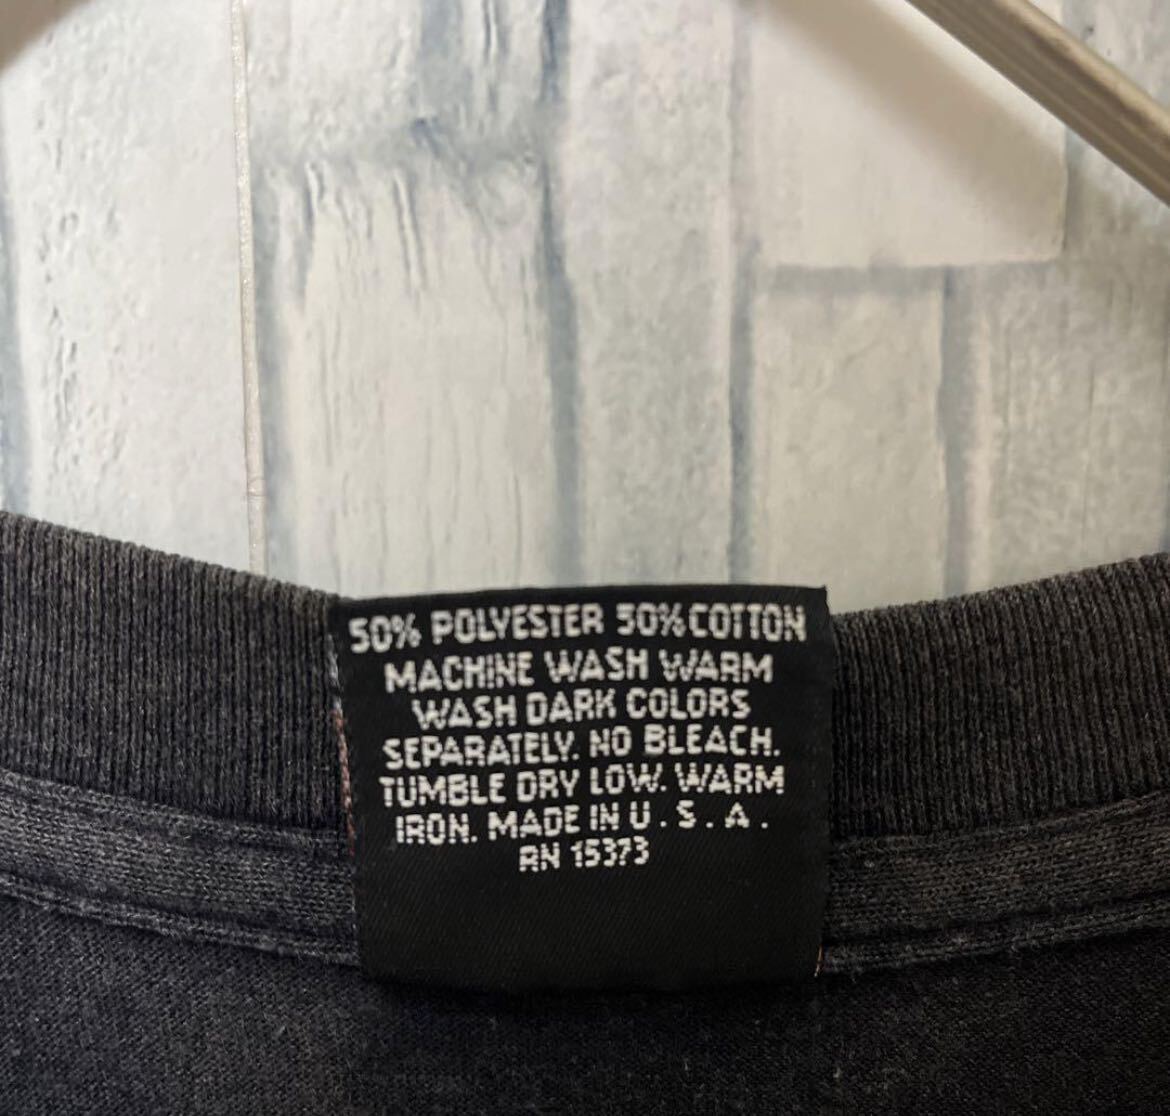 50% POLYESTER 50% COTTON
MACHINE WASH WARM
WASH DARK COLORS
SEPARATELY. NO BLEACH.
TUMBLE DRY LOW. WARM
IRON. MADE IN U.S.A.
RN 15373